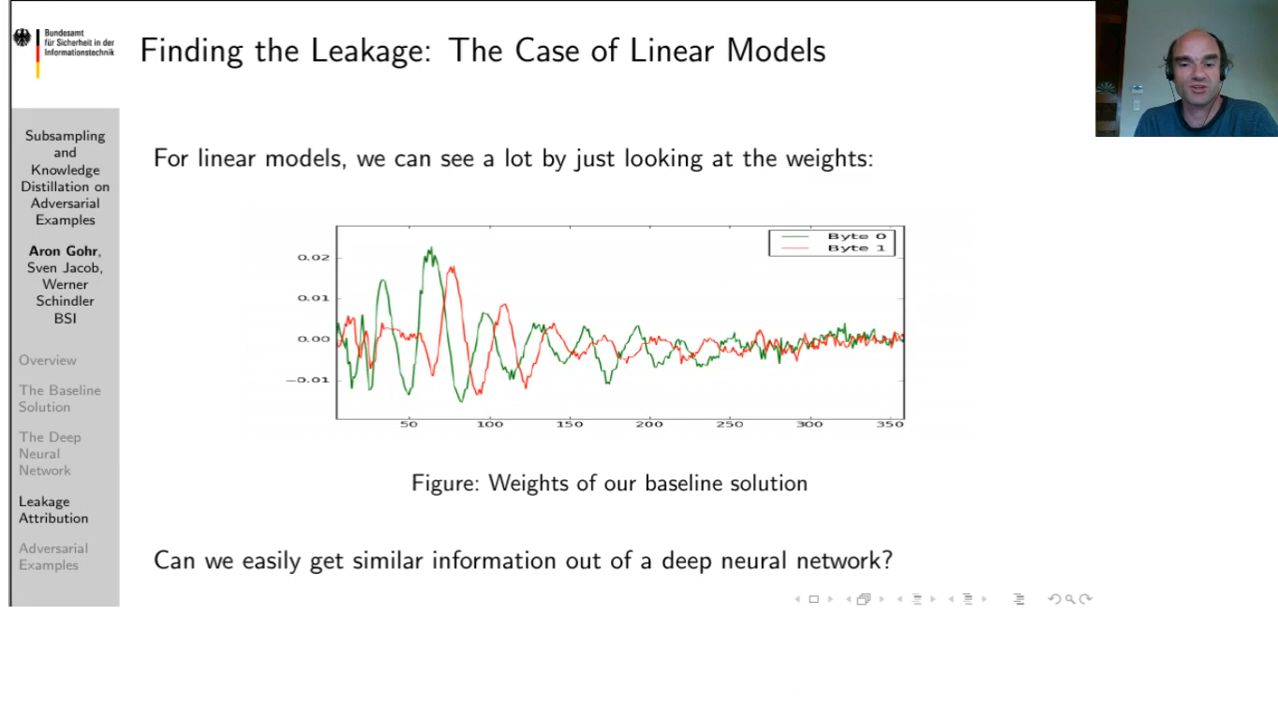 Bundesamt
für Sicherheit in der
Informationstechnik
Finding the Leakage: The Case of Linear Models
Subsampling
and
Knowledge
Distillation on
Adversarial
Examples
Aron Gohr,
Sven Jacob,
Werner
Schindler
BSI
Overview
The Baseline
Solution
The Deep
Neural
Network
Leakage
Attribution
Adversarial
Examples
For linear models, we can see a lot by just looking at the weights:
Byte 0
Byte 1
0.02
0.01
0.00
−0.01
50 100 150 200 250 300 350
Figure: Weights of our baseline solution
Can we easily get similar information out of a deep neural network?